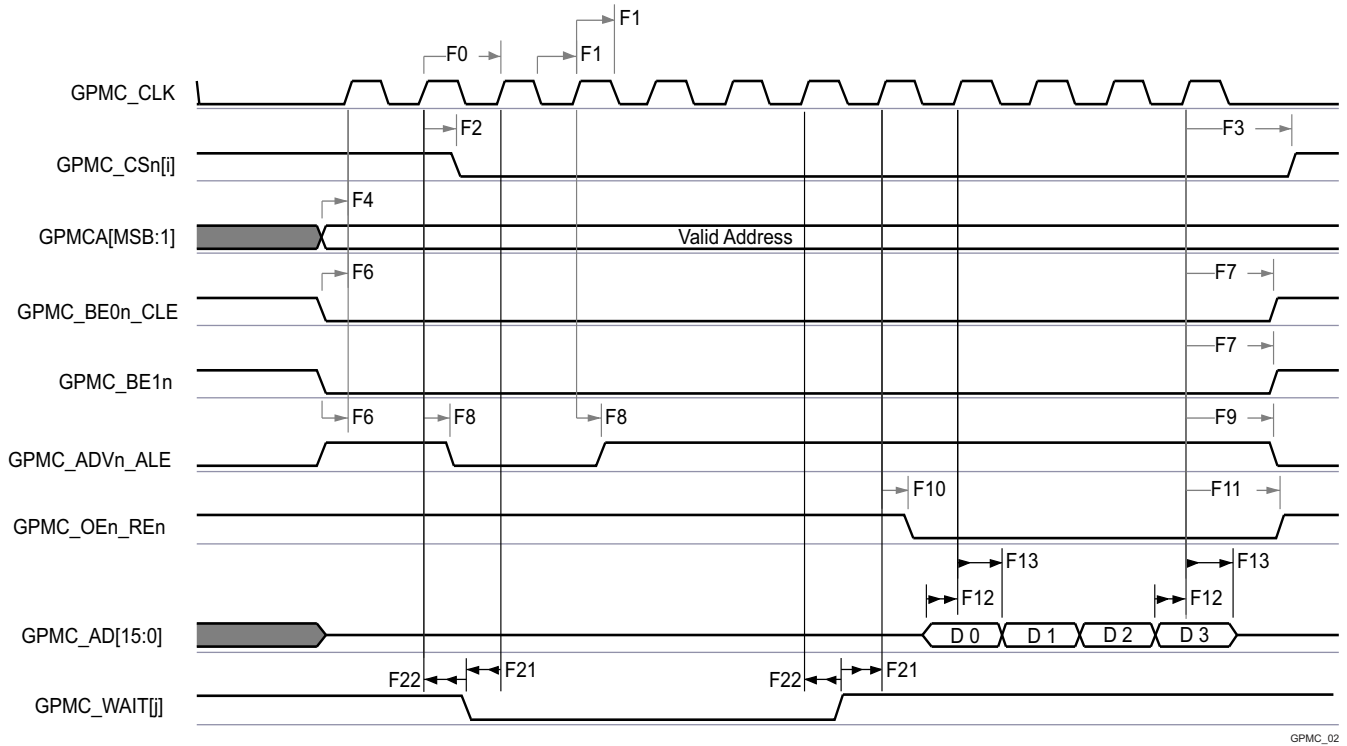 F1
F0
F1
GPMC_CLK
F2
F3
GPMC_CSn[i]
F4
GPMCA[MSB:1]
Valid Address
F6
F7
GPMC_BE0n_CLE
F7
GPMC_BE1n
F6
F8
F8
F9
GPMC_ADVn_ALE
F10
F11
GPMC_OEn_REn
F13
F13
F12
F12
GPMC_AD[15:0]
D 0
D 1
D 2
D 3
F22
F21
F22
F21
GPMC_WAIT[j]
GPMC_02